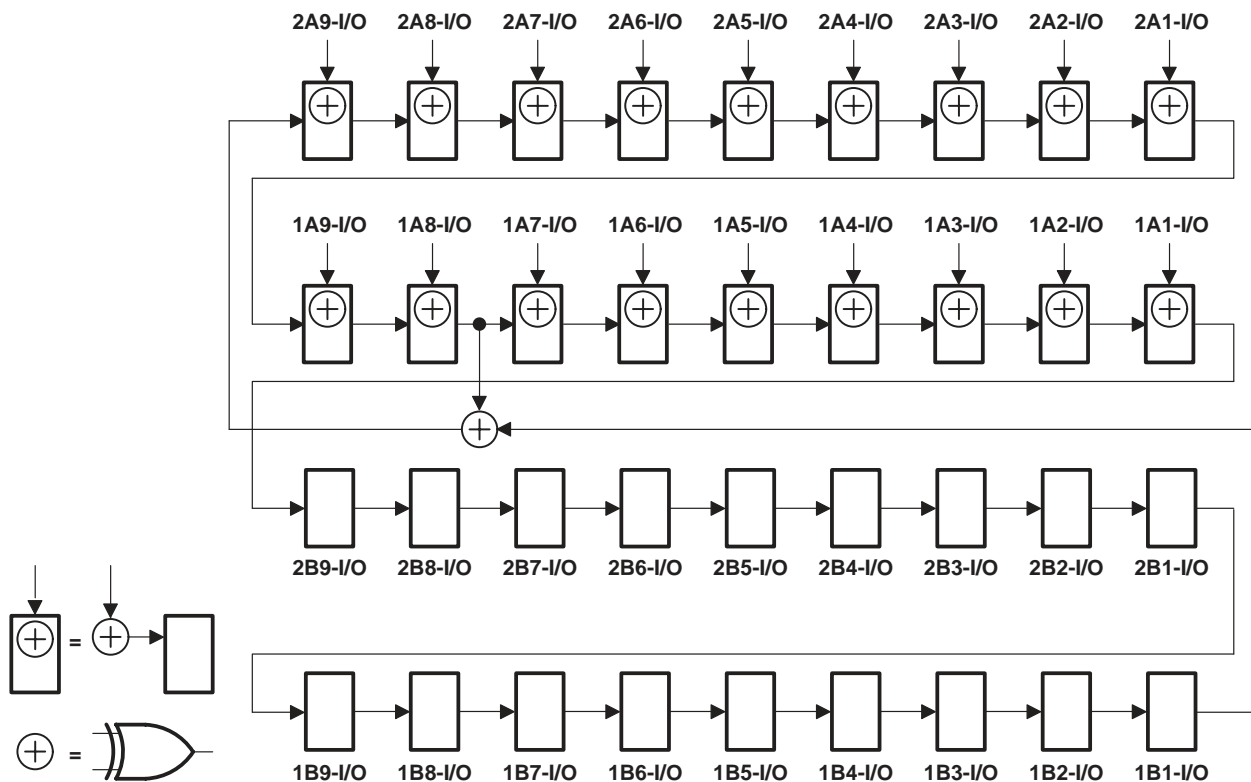 2A9-I/O 2A8-I/O 2A7-I/O 2A6-I/O 2A5-I/O 2A4-I/O 2A3-I/O 2A2-I/O 2A1-I/O
1A9-I/O 1A8-I/O 1A7-I/O 1A6-I/O 1A5-I/O 1A4-I/O 1A3-I/O 1A2-I/O 1A1-I/O
2B9-I/O 2B8-I/O 2B7-I/O 2B6-I/O 2B5-I/O 2B4-I/O 2B3-I/O 2B2-I/O 2B1-I/O
=
=
1B9-I/O 1B8-I/O 1B7-I/O 1B6-I/O 1B5-I/O 1B4-I/O 1B3-I/O 1B2-I/O 1B1-I/O